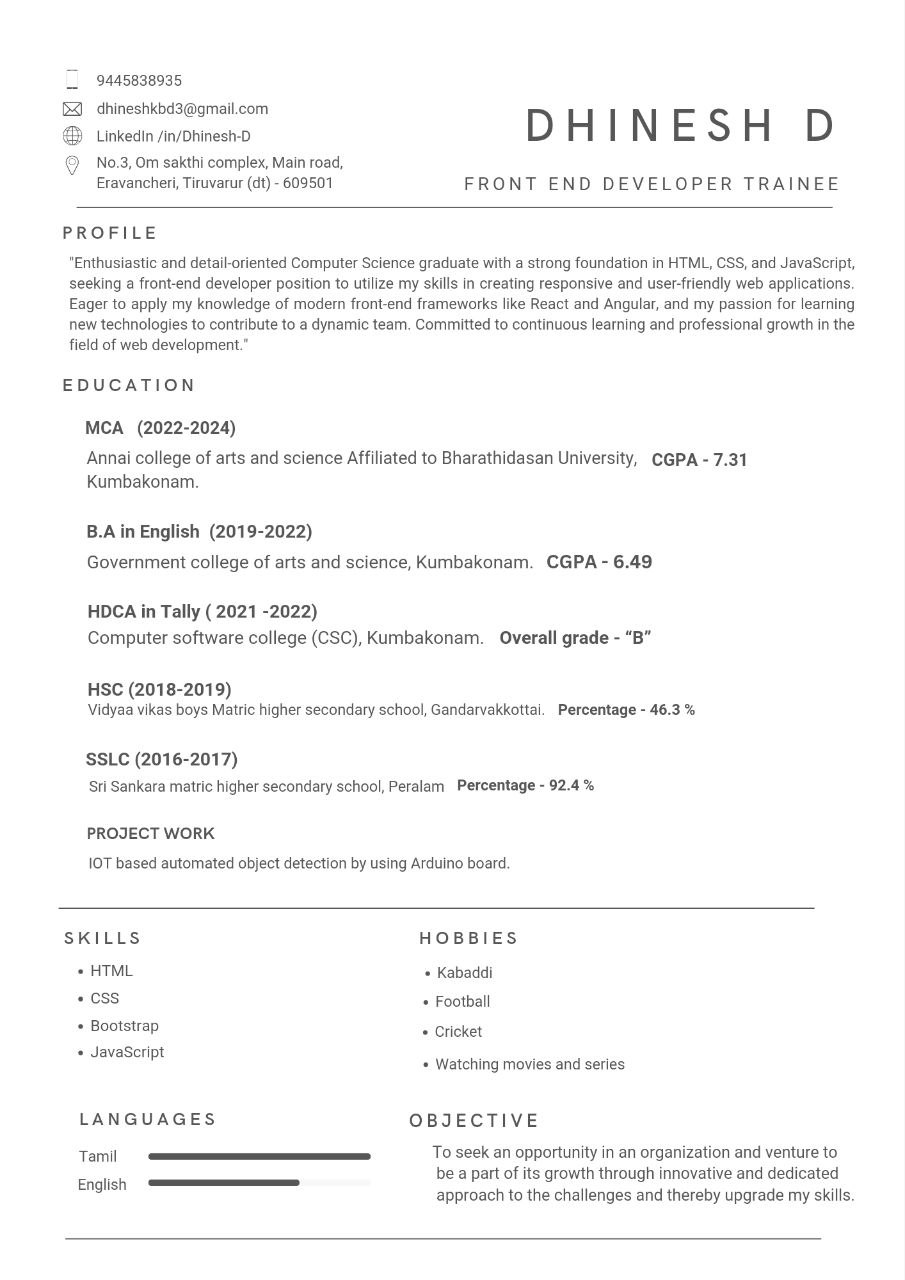 9445838935
dhineshkbd3@gmail.com
LinkedIn /in/Dhinesh-D
No.3, Om sakthi complex, Main road,
Eravancheri, Tiruvarur (dt) - 609501
DHINESH D
FRONT END DEVELOPER TRAINEE
PROFILE
"Enthusiastic and detail-oriented Computer Science graduate with a strong foundation in HTML, CSS, and JavaScript,
seeking a front-end developer position to utilize my skills in creating responsive and user-friendly web applications.
Eager to apply my knowledge of modern front-end frameworks like React and Angular, and my passion for learning
new technologies to contribute to a dynamic team. Committed to continuous learning and professional growth in the
field of web development."
EDUCATION
MCA (2022-2024)
Annai college of arts and science Affiliated to Bharathidasan University, CGPA - 7.31
Kumbakonam.
B.A in English (2019-2022)
Government college of arts and science, Kumbakonam. CGPA - 6.49
HDCA in Tally ( 2021 -2022)
Computer software college (CSC), Kumbakonam. Overall grade - “B”
HSC (2018-2019)
Vidyaa vikas boys Matric higher secondary school, Gandarvakkottai. Percentage - 46.3 %
SSLC (2016-2017)
Sri Sankara matric higher secondary school, Peralam Percentage - 92.4 %
PROJECT WORK
IOT based automated object detection by using Arduino board.
SKILLS
• HTML
• CSS
• Bootstrap
• JavaScript
HOBBIES
• Kabaddi
• Football
• Cricket
• Watching movies and series
LANGUAGES
Tamil
English
OBJECTIVE
To seek an opportunity in an organization and venture to
be a part of its growth through innovative and dedicated
approach to the challenges and thereby upgrade my skills.